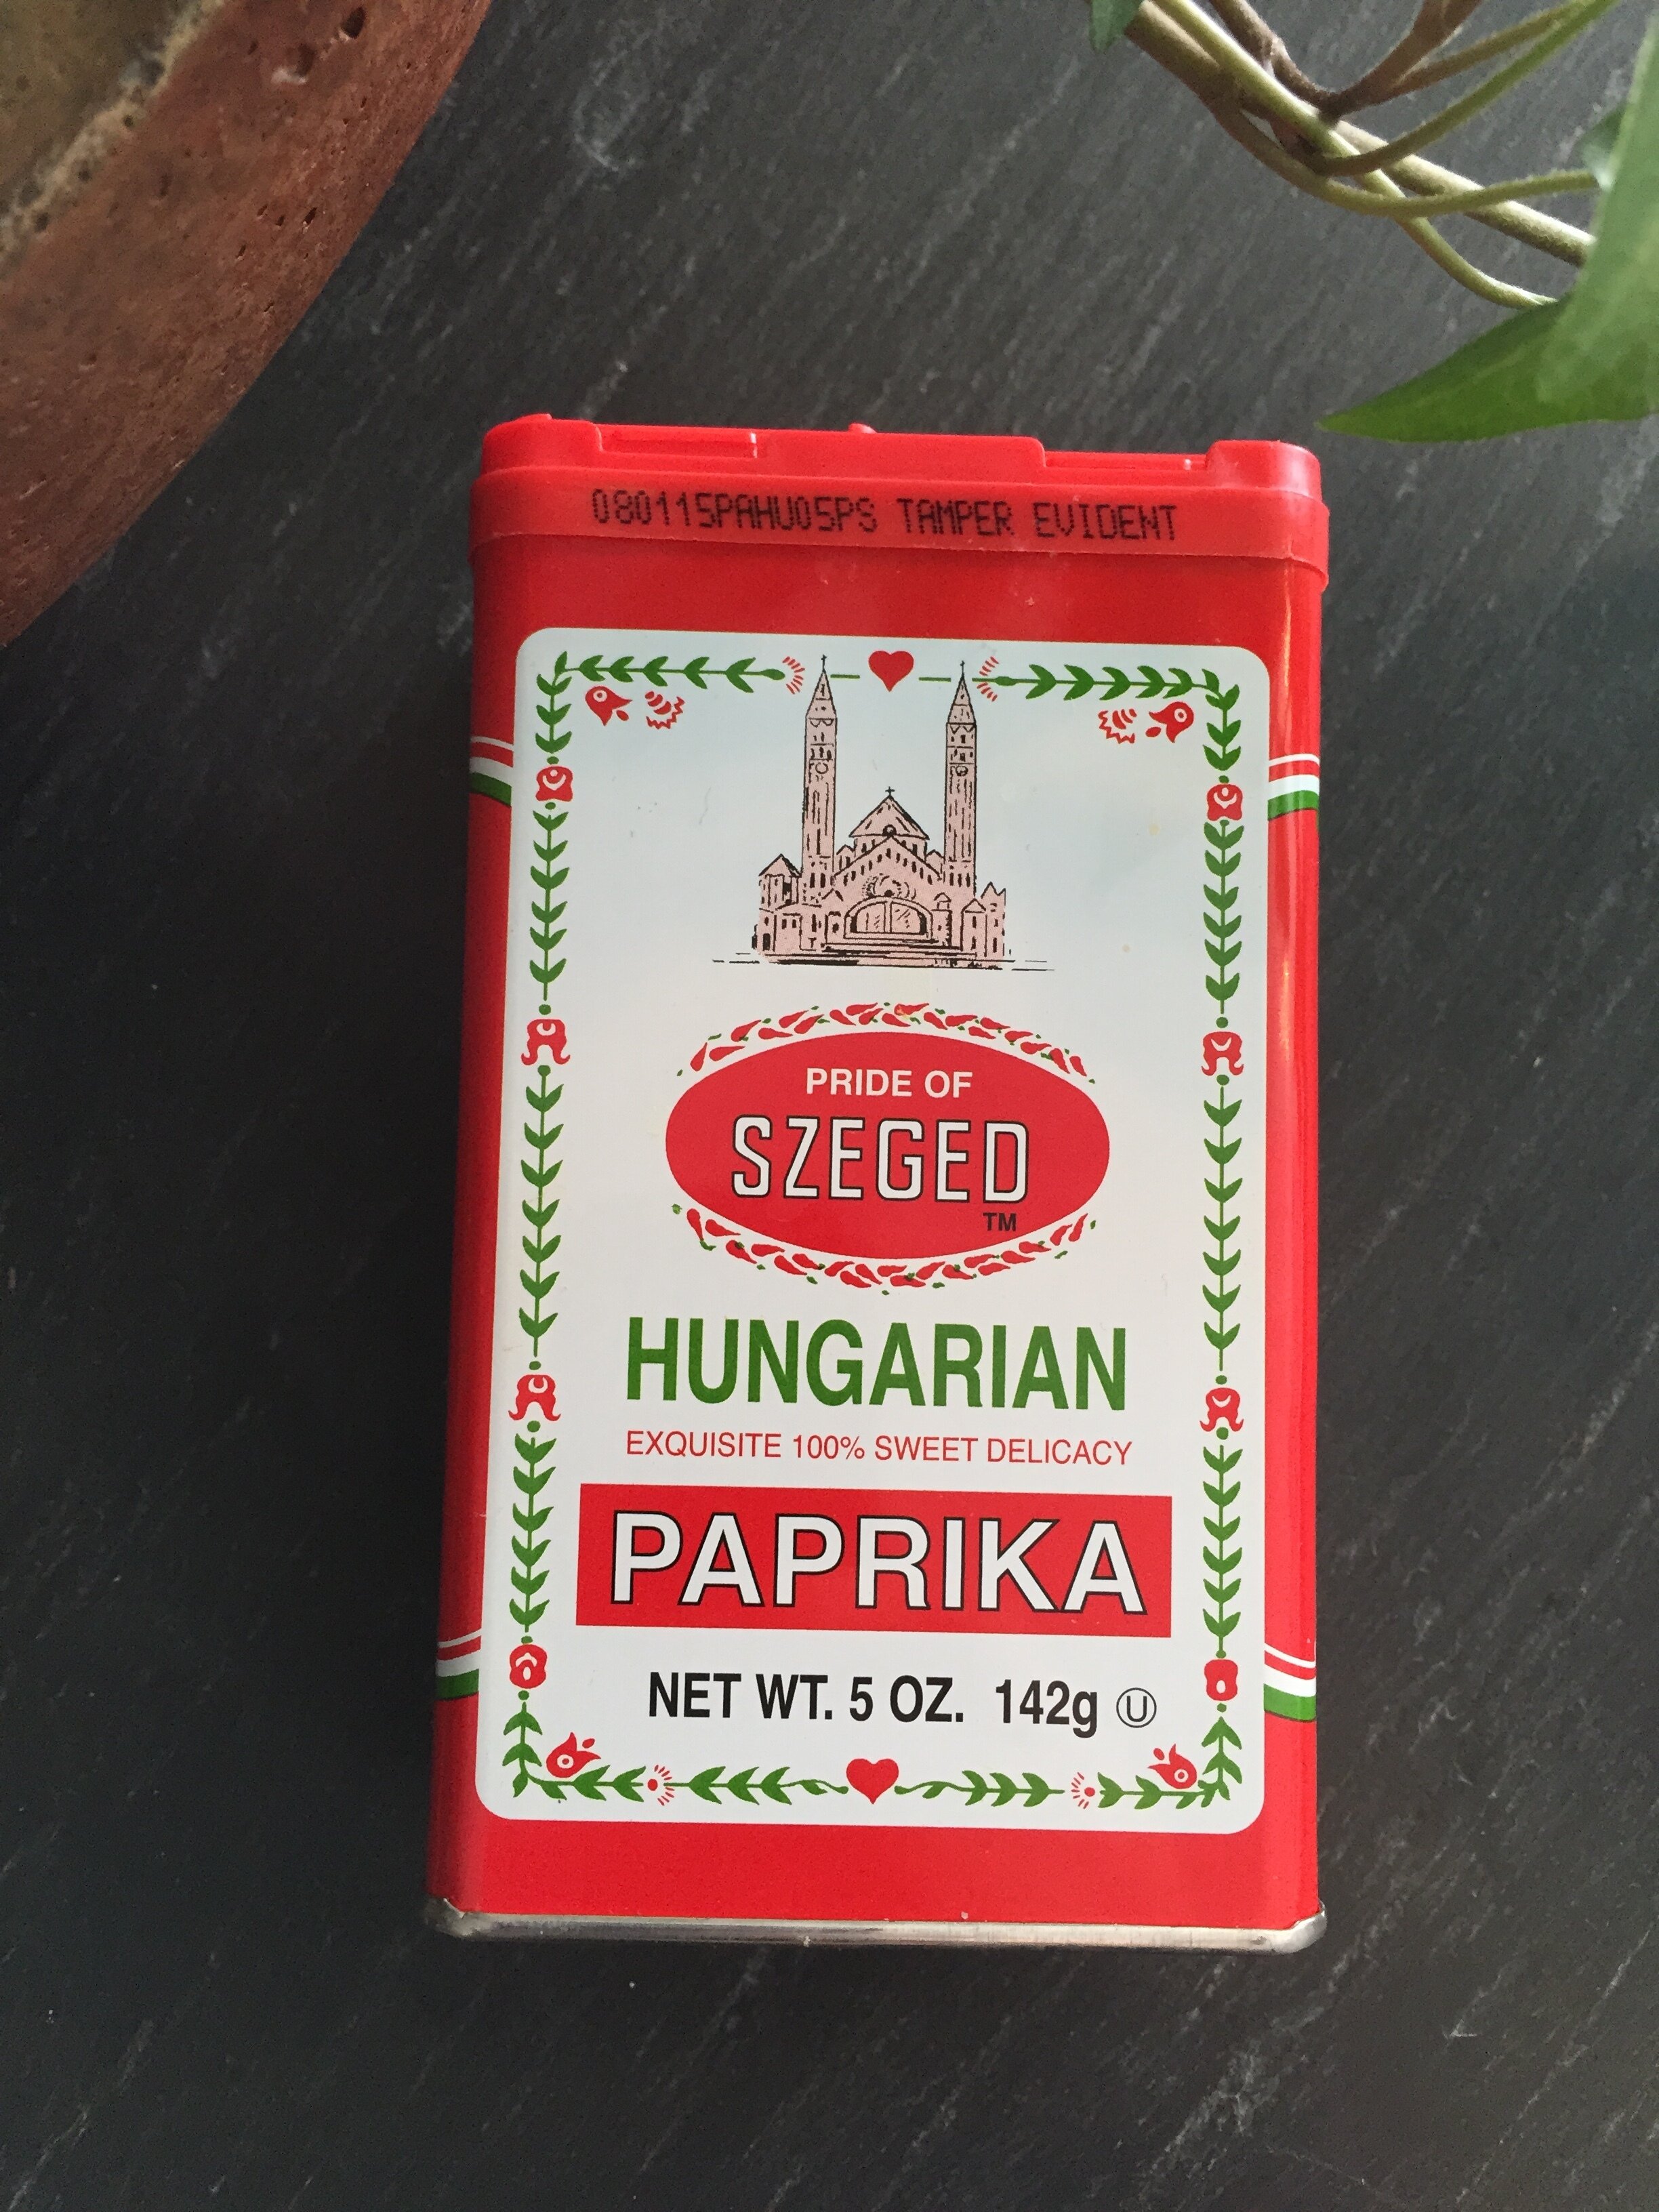 080115PAHU05PS TAMPER EVIDENT
PRIDE OF
SZEGED
TM
HUNGARIAN
EXQUISITE 100% SWEET DELICACY
PAPRIKA
NET WT. 5 OZ. 142g Ⓤ